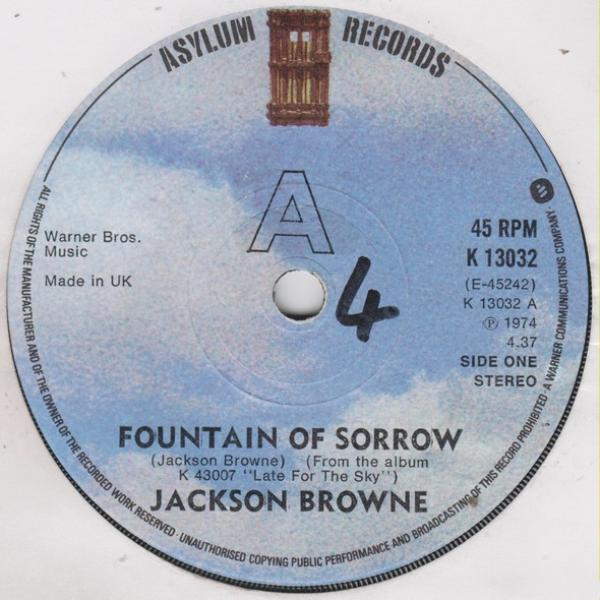 ASYLUM RECORDS
A
Warner Bros.
Music
Made in UK
45 RPM
K 13032
(E-45242)
K 13032 A
℗ 1974
4.37
SIDE ONE
STEREO
4
FOUNTAIN OF SORROW
(Jackson Browne) (From the album
K 43007 "Late For The Sky")
JACKSON BROWNE
ALL RIGHTS OF THE MANUFACTURER AND OF THE OWNER OF THE RECORDED WORK RESERVED · UNAUTHORISED COPYING PUBLIC PERFORMANCE AND BROADCASTING OF THIS RECORD PROHIBITED · A WARNER COMMUNICATIONS COMPANY